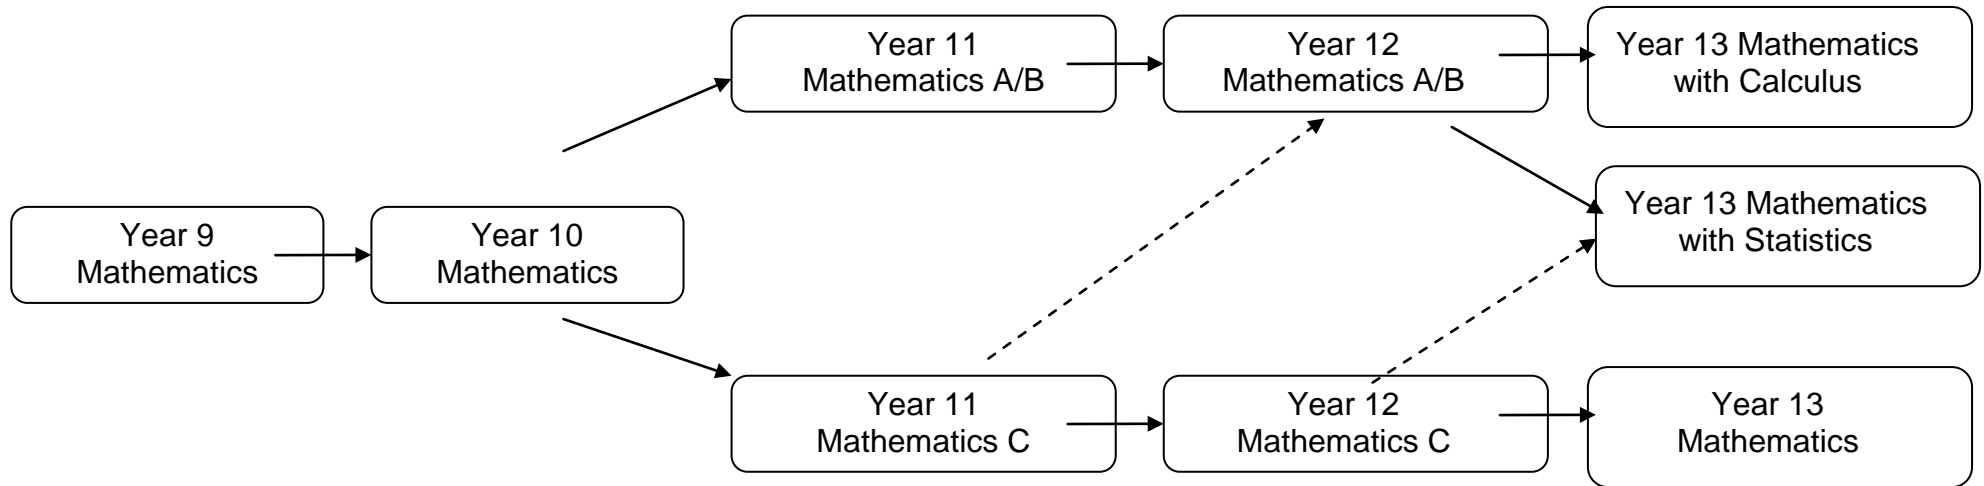 Year 9
Mathematics
Year 10
Mathematics
Year 11
Mathematics A/B
Year 12
Mathematics A/B
Year 13 Mathematics
with Calculus
Year 13 Mathematics
with Statistics
Year 11
Mathematics C
Year 12
Mathematics C
Year 13
Mathematics